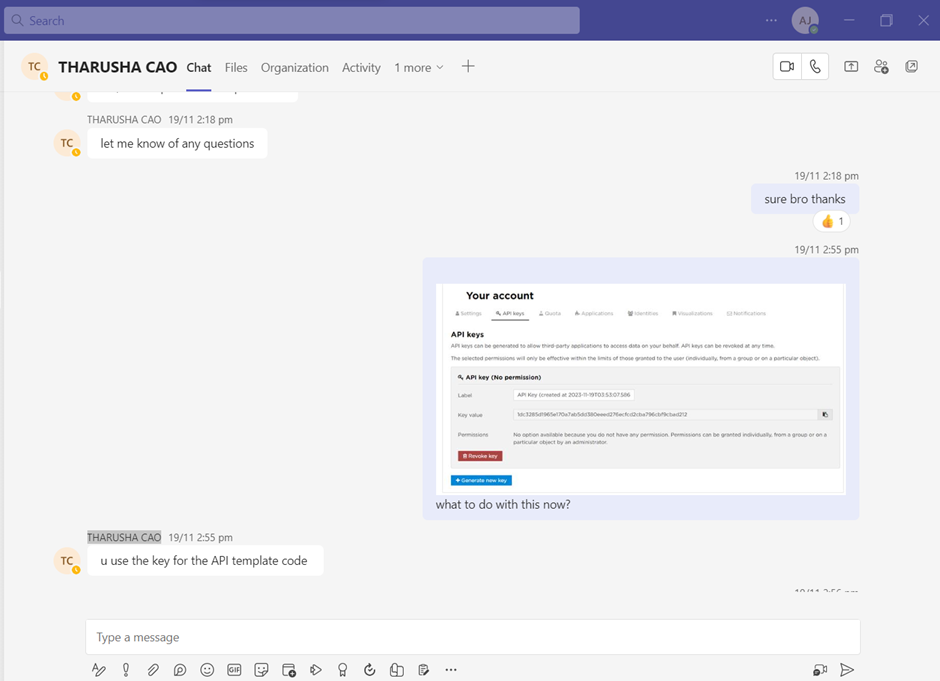 Search
AJ
TC
THARUSHA CAO
Chat
Files
Organization
Activity
1 more
THARUSHA CAO 19/11 2:18 pm
TC
let me know of any questions
19/11 2:18 pm
sure bro thanks
1
19/11 2:55 pm
Your account
Settings
API keys
Quota
Applications
Identities
Visualizations
Notifications
API keys
API keys can be generated to allow third-party applications to access data on your behalf. API keys can be revoked at any time.
The selected permissions will only be effective within the limits of those granted to the user (individually, from a group or on a particular object).
API key (No permission)
Label
API Key (created at 2023-11-19T03:53:07.586
Key value
Permissions
No option available because you do not have any permission. Permissions can be granted individually, from a group or on a
particular object by an administrator.
Revoke key
Generate new key
what to do with this now?
THARUSHA CAO 19/11 2:55 pm
TC
u use the key for the API template code
Type a message
GIF